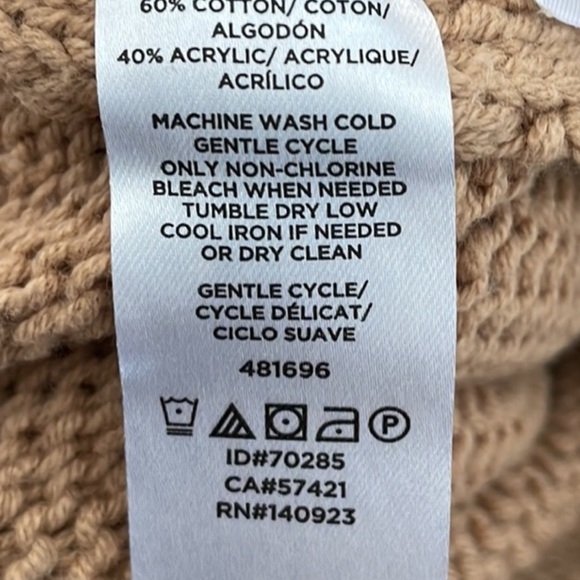 60% COTTON/ COTON/
ALGODÓN
40% ACRYLIC/ ACRYLIQUE/
ACRÍLICO
MACHINE WASH COLD
GENTLE CYCLE
ONLY NON-CHLORINE
BLEACH WHEN NEEDED
TUMBLE DRY LOW
COOL IRON IF NEEDED
OR DRY CLEAN
GENTLE CYCLE/
CYCLE DÉLICAT/
CICLO SUAVE
481696
P
ID#70285
CA#57421
RN#140923